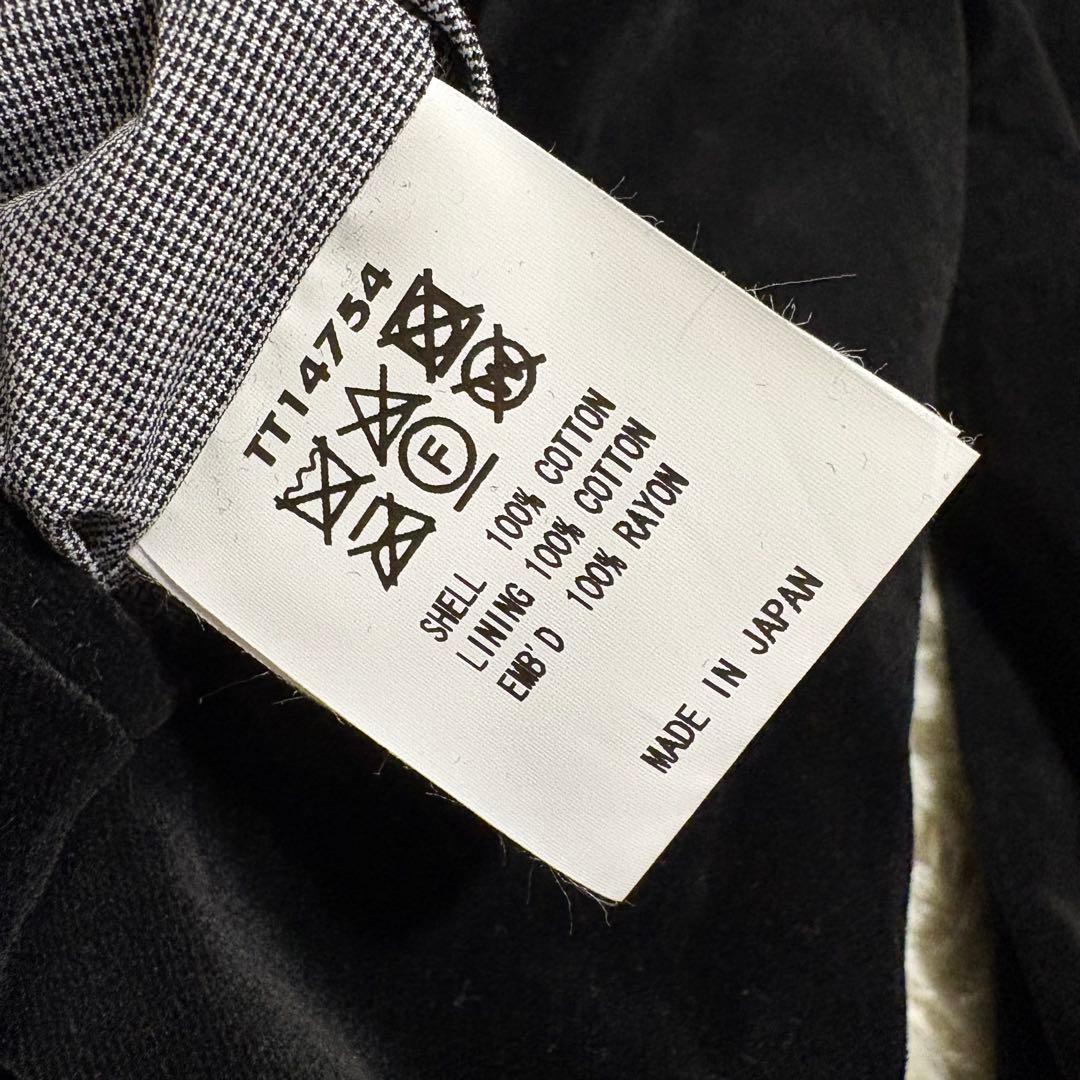 TT14754
W
F
SHELL 100% COTTON
LINING 100% COTTON
EMB'D 100% RAYON
MADE IN JAPAN